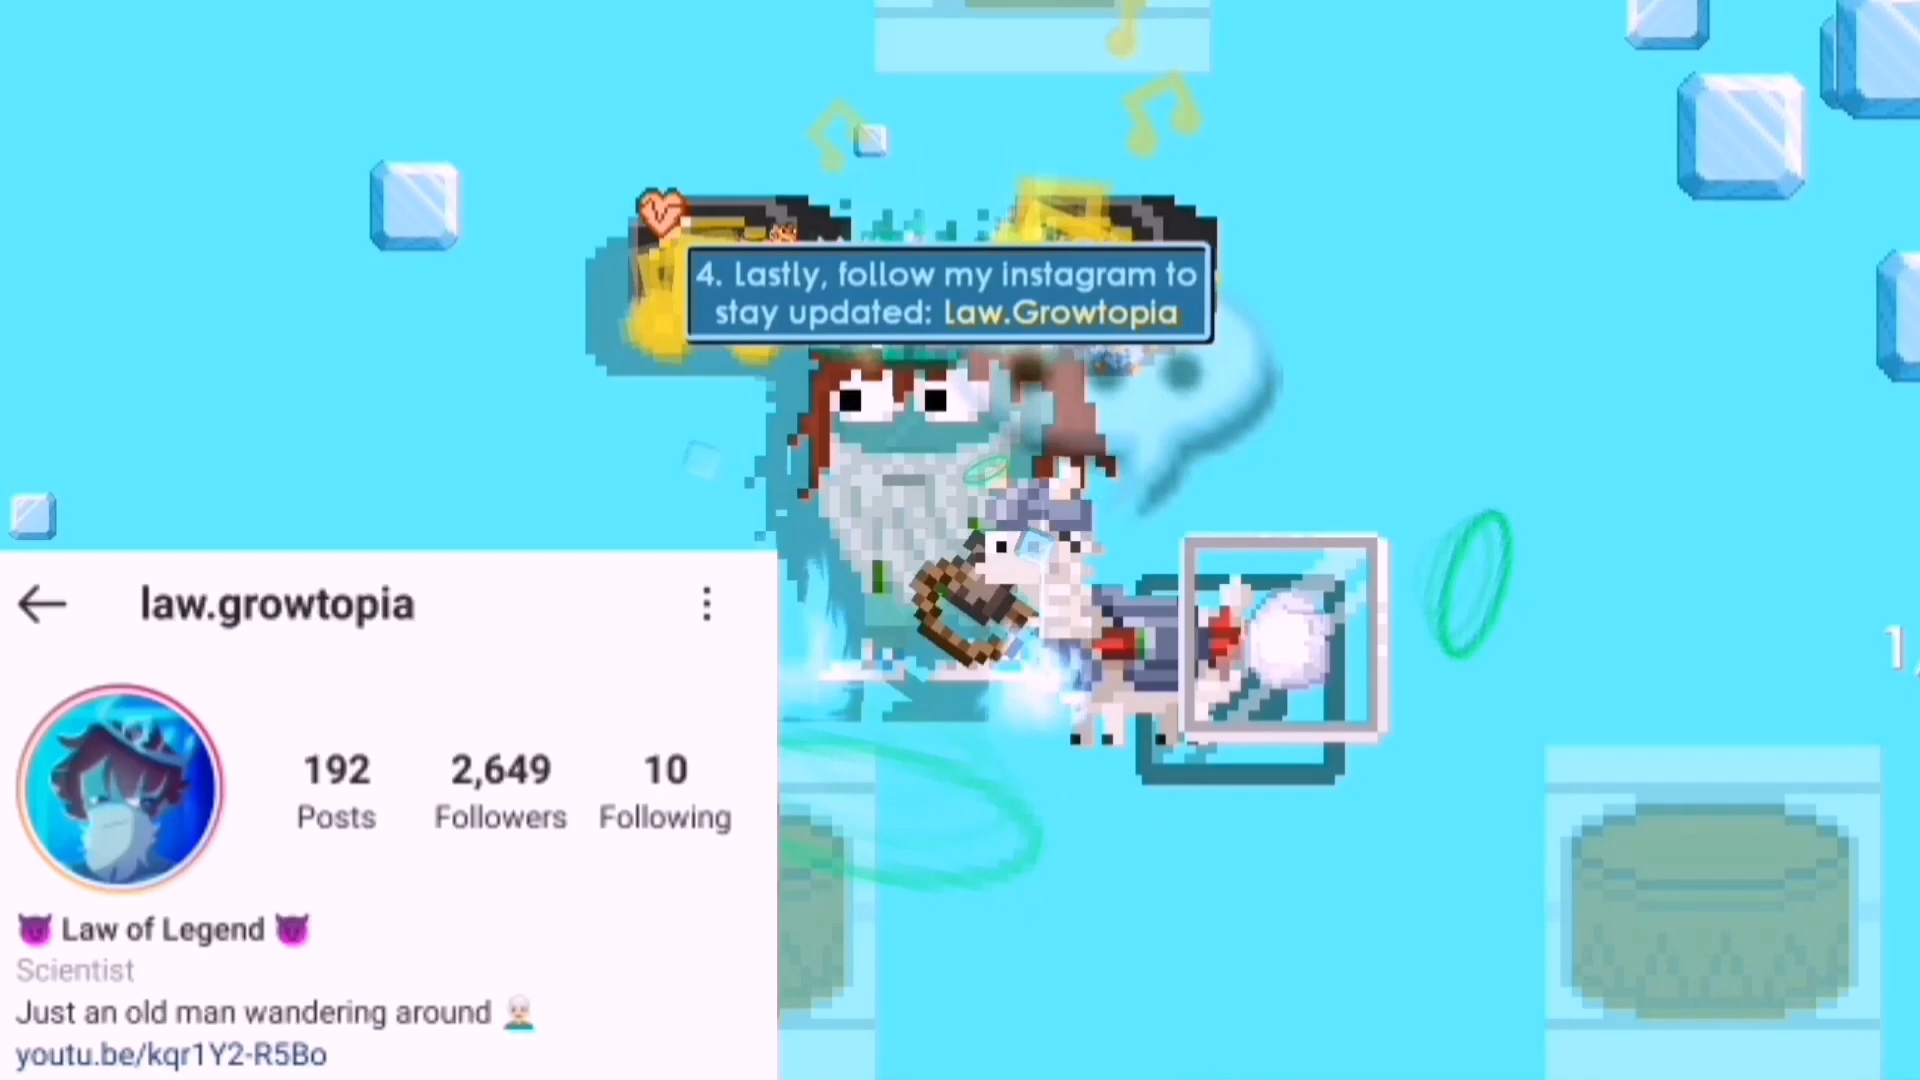 4. Lastly, follow my instagram to
stay updated: Law.Growtopia
law.growtopia
192
2,649
10
Posts
Followers
Following
😈 Law of Legend 😈
Scientist
Just an old man wandering around 👴🏻
youtu.be/kqr1Y2-R5Bo